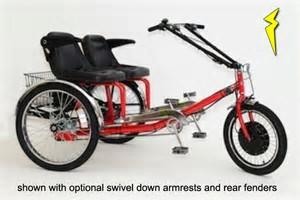 shown with optional swivel down armrests and rear fenders